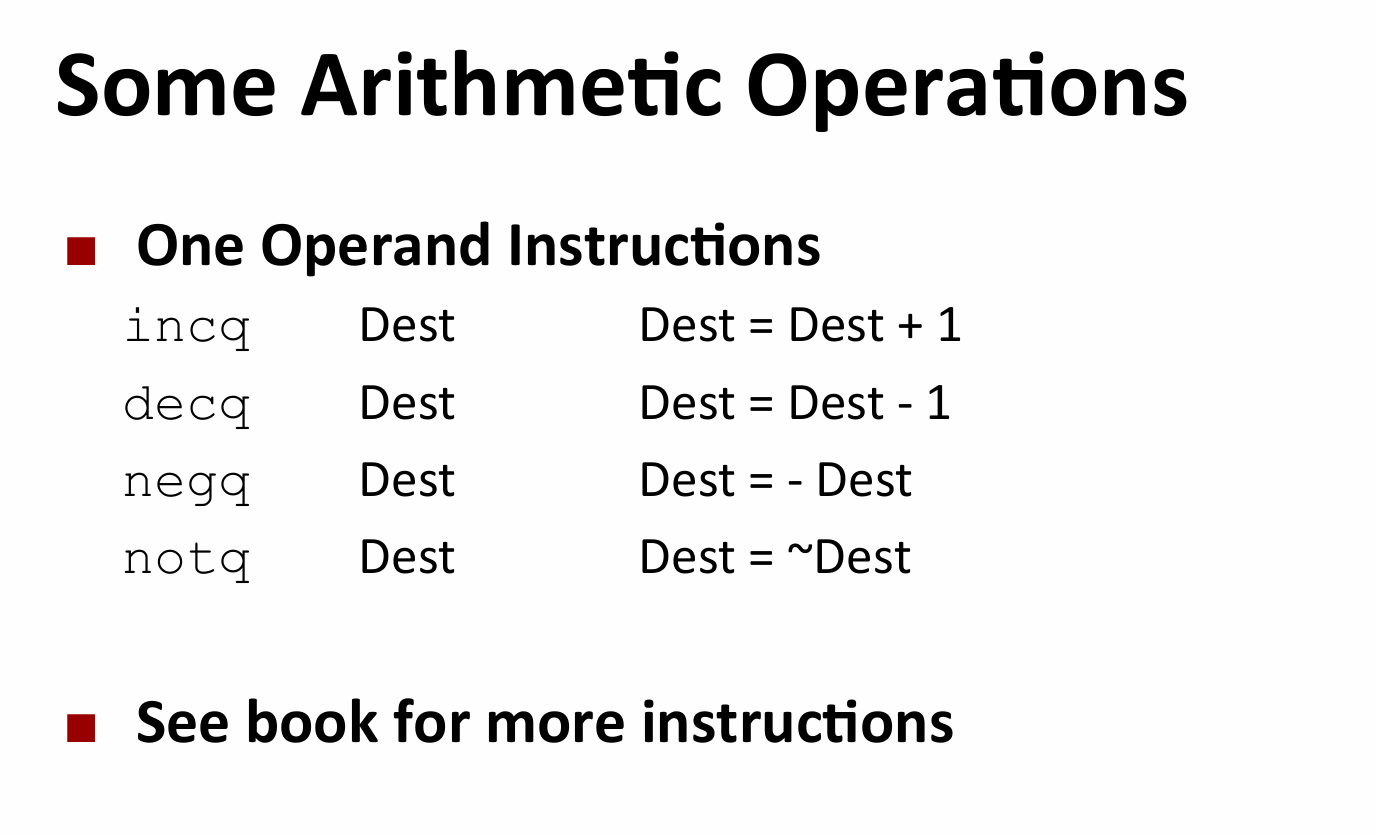 Some Arithmetic Operations
■ One Operand Instructions
incq Dest Dest = Dest + 1
decq Dest Dest = Dest - 1
negq Dest Dest = - Dest
notq Dest Dest = ~Dest
■ See book for more instructions